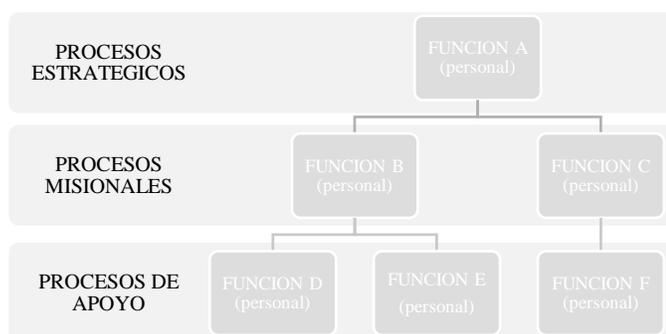 PROCESOS
ESTRATEGICOS
FUNCION A
(personal)
PROCESOS
MISIONALES
FUNCION B
(personal)
FUNCION C
(personal)
PROCESOS DE
APOYO
FUNCION D
(personal)
FUNCION E
(personal)
FUNCION F
(personal)